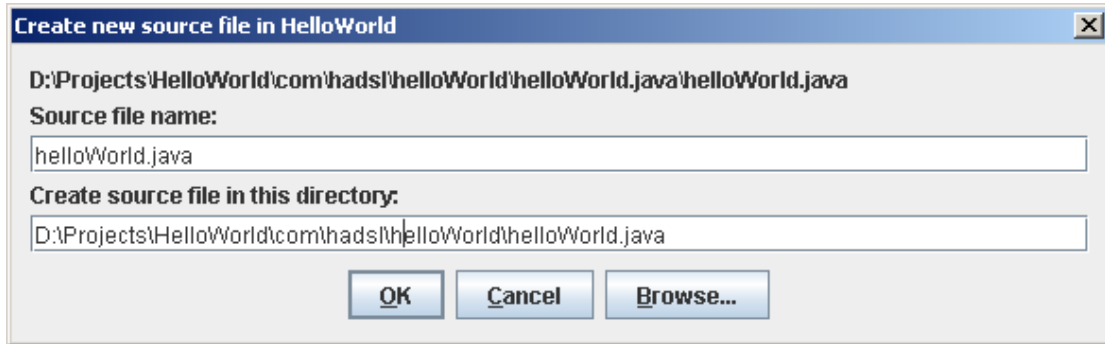 Create new source file in HelloWorld
D:\Projects\HelloWorld\com\hadsl\helloWorld\helloWorld.java\helloWorld.java
Source file name:
helloWorld.java
Create source file in this directory:
D:\Projects\HelloWorld\com\hadsl\helloWorld\helloWorld.java
OK Cancel Browse...